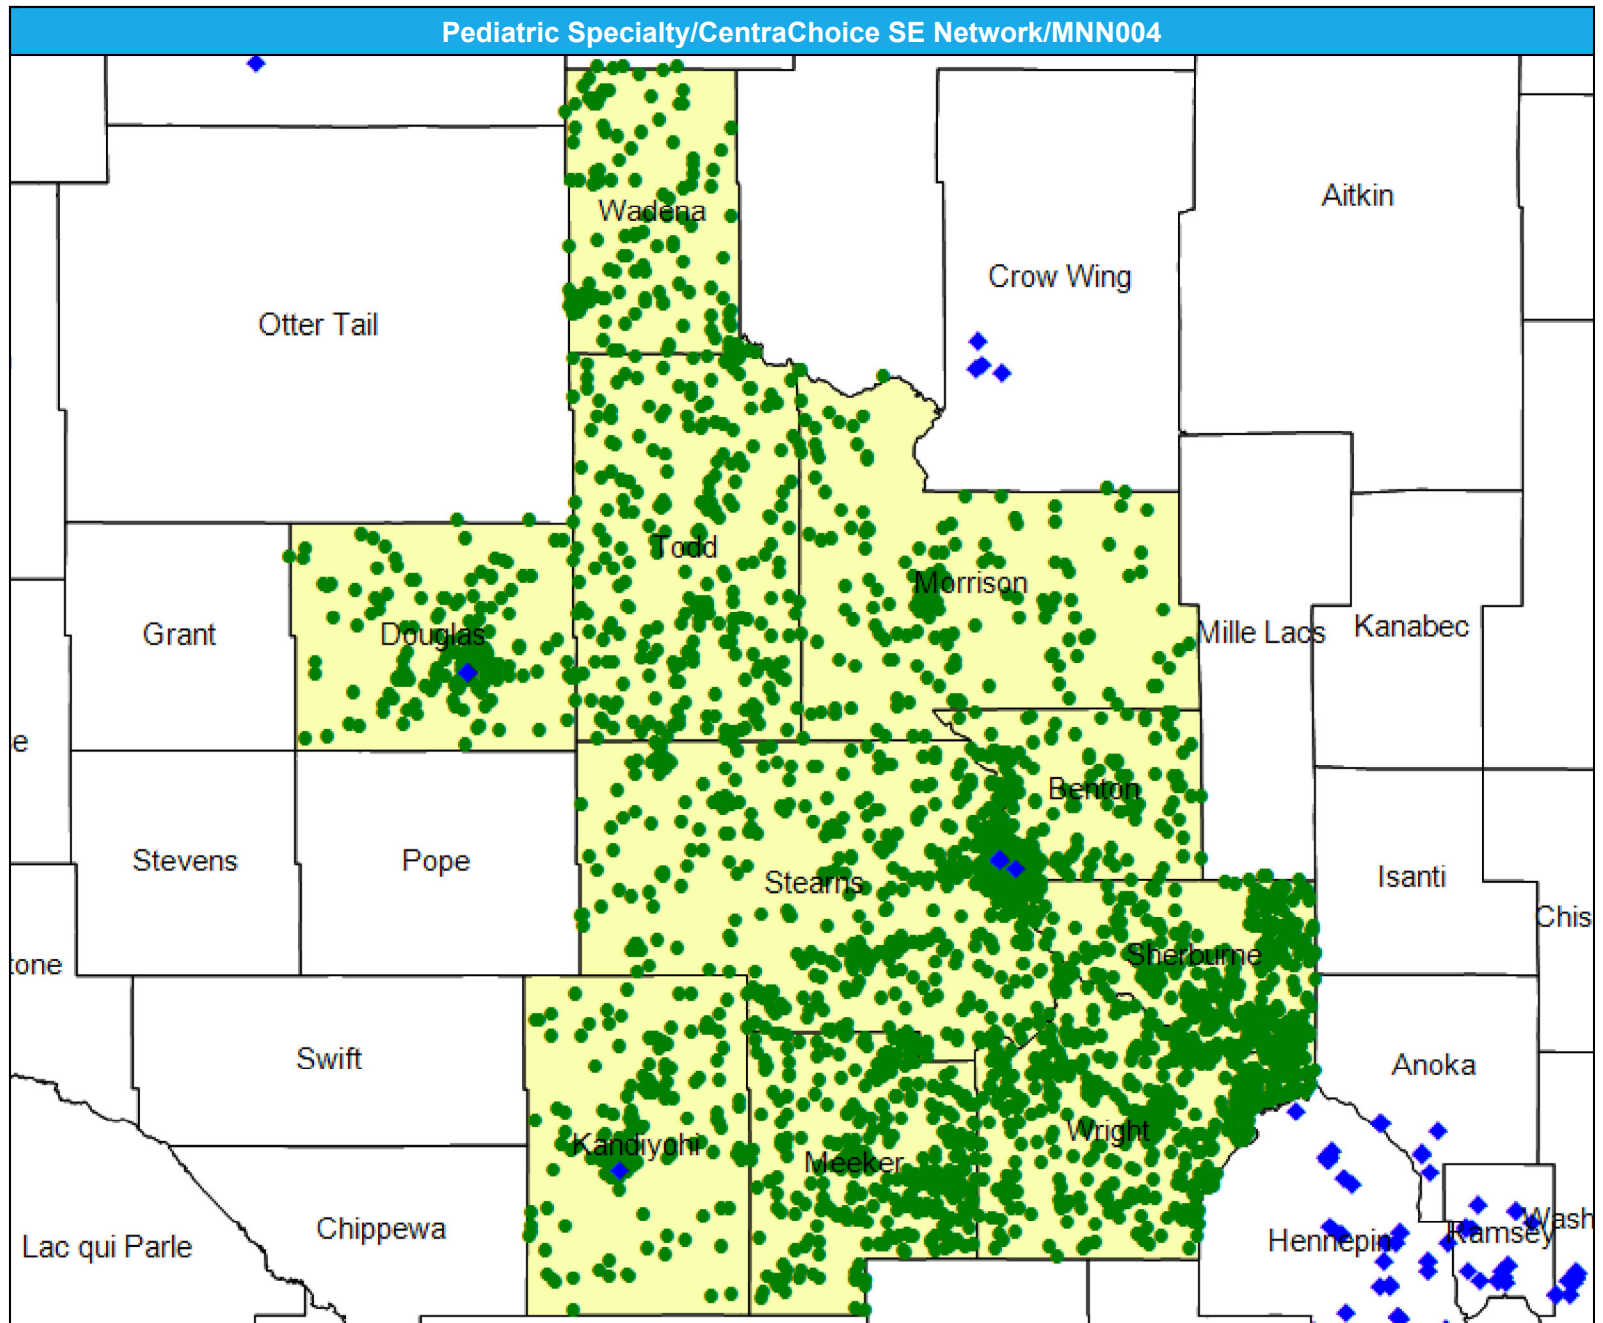 Pediatric Specialty/CentraChoice SE Network/MNN004
Aitkin
Wadena
Crow Wing
Otter Tail
Todd
Morrison
Grant
Douglas
Mille Lacs
Kanabec
e
Benton
Stevens
Pope
Stearns
Isanti
Chis
Sherburne
tone
Swift
Anoka
Kandiyohi
Wright
Meeker
Chippewa
Lac qui Parle
Hennepin
Ramsey
Wash